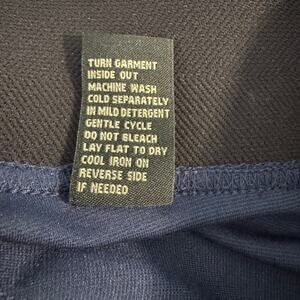 TURN GARMENT
INSIDE OUT
MACHINE WASH
COLD SEPARATELY
IN MILD DETERGENT
GENTLE CYCLE
DO NOT BLEACH
LAY FLAT TO DRY
COOL IRON ON
REVERSE SIDE
IF NEEDED